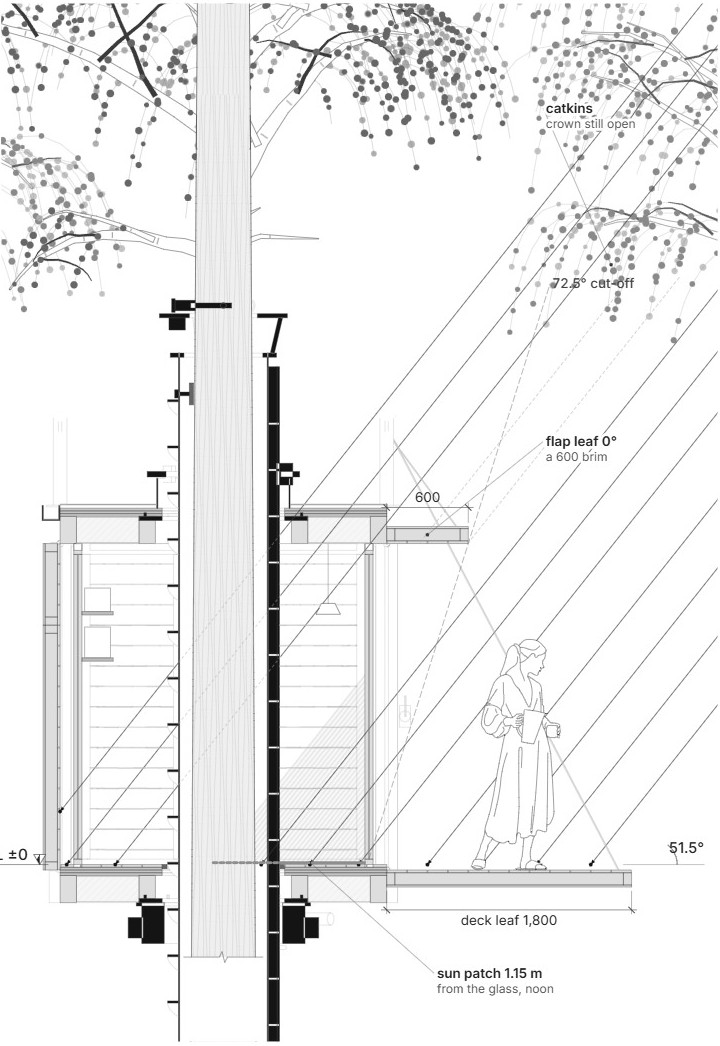 catkins
crown still open
72.5° cut-off
flap leaf 0°
a 600 brim
600
±0
51.5°
deck leaf 1,800
sun patch 1.15 m
from the glass, noon